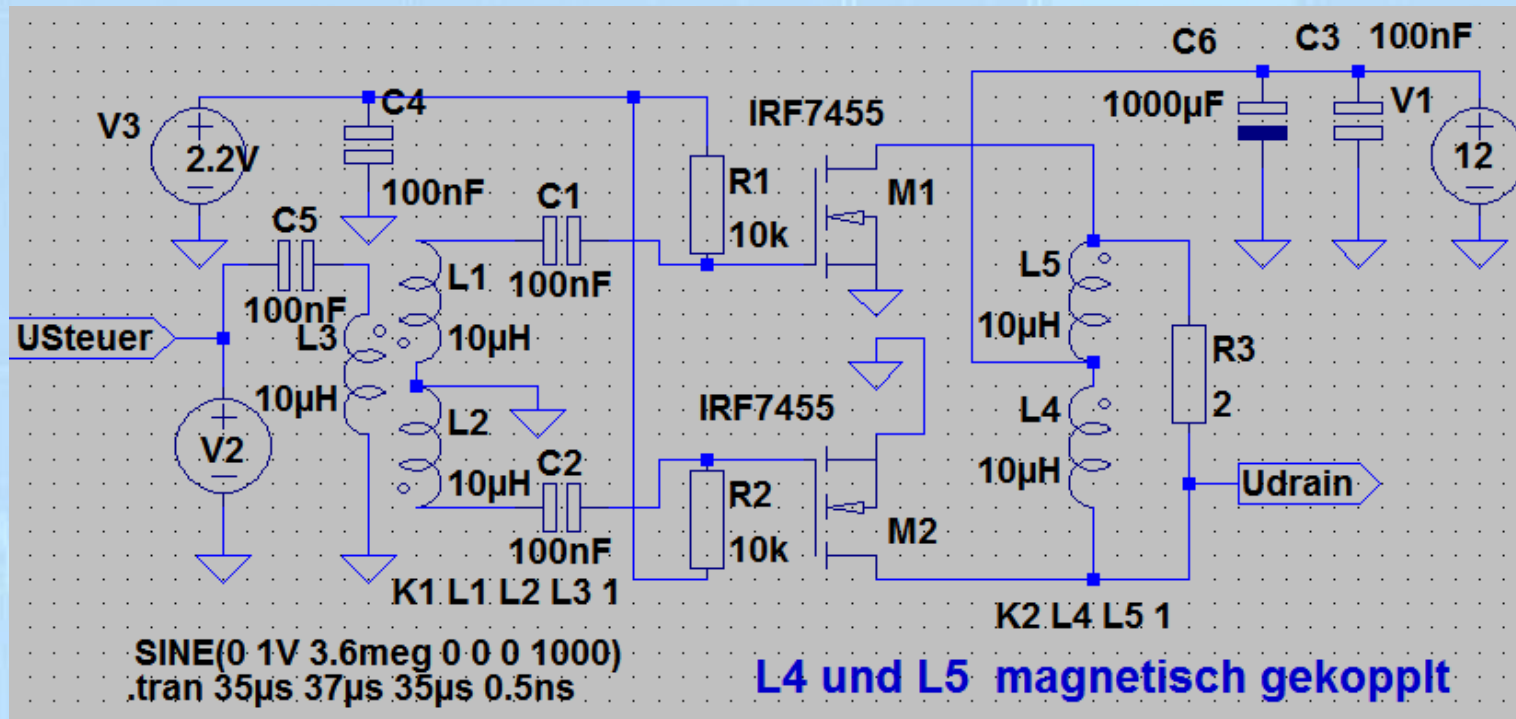 C6
C3
100nF
C4
V3
1000µF
V1
IRF7455
2.2V
12
R1
M1
100nF
C1
C5
10k
L5
L1
100nF
100nF
USteuer
L3
10µH
10µH
R3
10µH
IRF7455
L4
2
L2
V2
C2
10µH
10µH
R2
Udrain
M2
100nF
10k
K1 L1 L2 L3 1
K2 L4 L5 1
SINE(0 1V 3.6meg 0 0 0 1000)
.tran 35µs 37µs 35µs 0.5ns
L4 und L5 magnetisch gekopplt